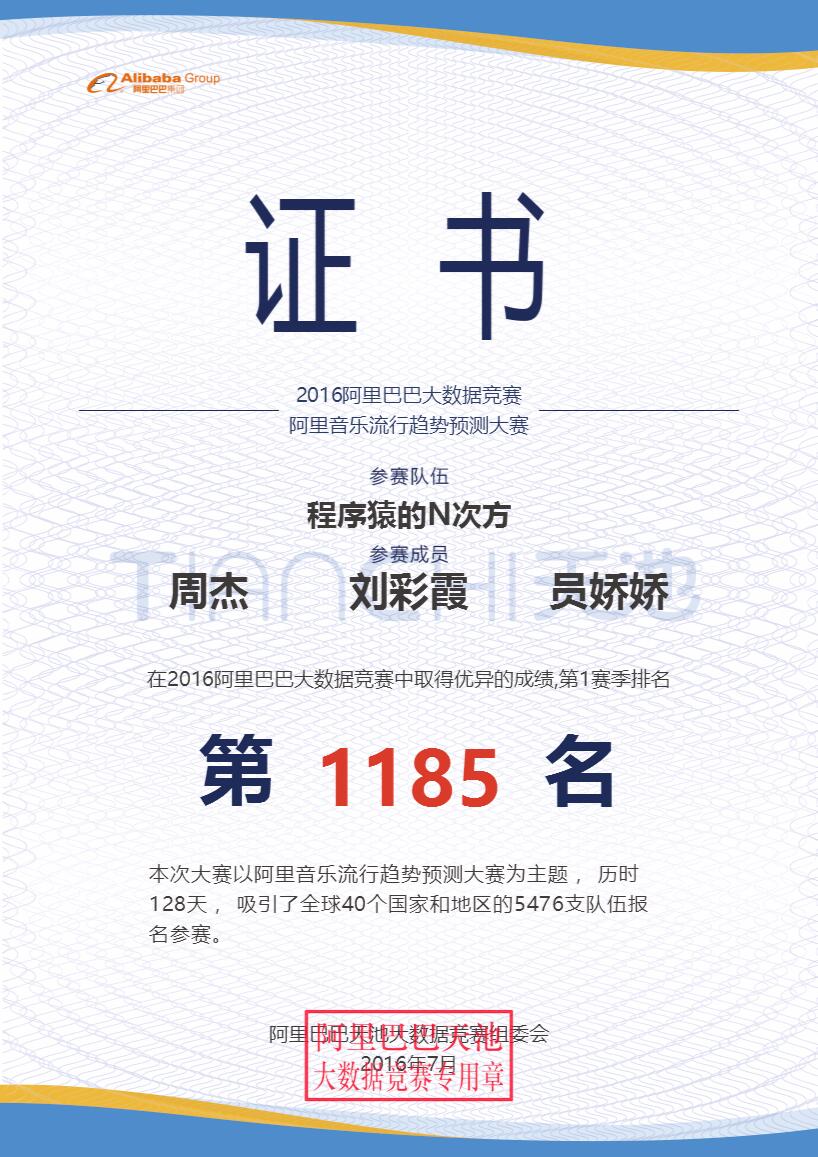 Alibaba Group
阿里巴巴集团
证 书
2016阿里巴巴大数据竞赛
阿里音乐流行趋势预测大赛
参赛队伍
程序猿的N次方
参赛成员
TIANCHI天池
周杰 刘彩霞 员娇娇
在2016阿里巴巴大数据竞赛中取得优异的成绩,第1赛季排名
第 1185 名
本次大赛以阿里音乐流行趋势预测大赛为主题， 历时
128天， 吸引了全球40个国家和地区的5476支队伍报
名参赛。
阿里巴巴天池大数据竞赛组委会
阿里巴巴天池
2016年7月
大数据竞赛专用章